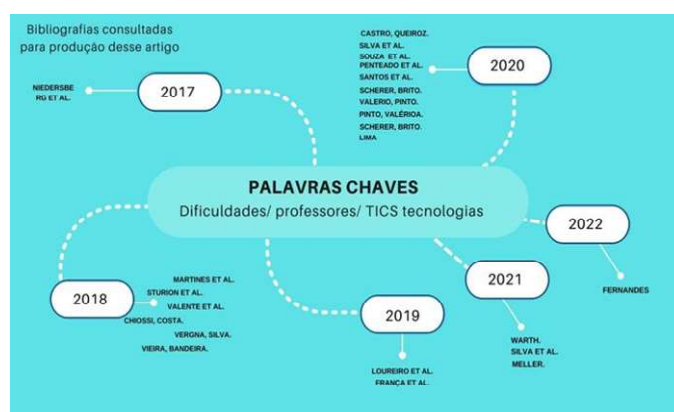 Bibliografias consultadas
para produção desse artigo
NIEDERSBE
RG ET AL.
2017
CASTRO, QUEIROZ.
SILVA ET AL.
SOUZA ET AL.
PENTEADO ET AL.
SANTOS ET AL.
SCHERER, BRITO.
VALERIO, PINTO.
PINTO, VALÉRIOA.
SCHERER, BRITO.
LIMA
2020
PALAVRAS CHAVES
Dificuldades/ professores/ TICS tecnologias
2022
FERNANDES
2018
MARTINES ET AL.
STURION ET AL.
VALENTE ET AL.
CHIOSSI, COSTA.
VERGNA, SILVA.
VIEIRA, BANDEIRA.
2019
LOUREIRO ET AL.
FRANÇA ET AL.
2021
WARTH.
SILVA ET AL.
MELLER.